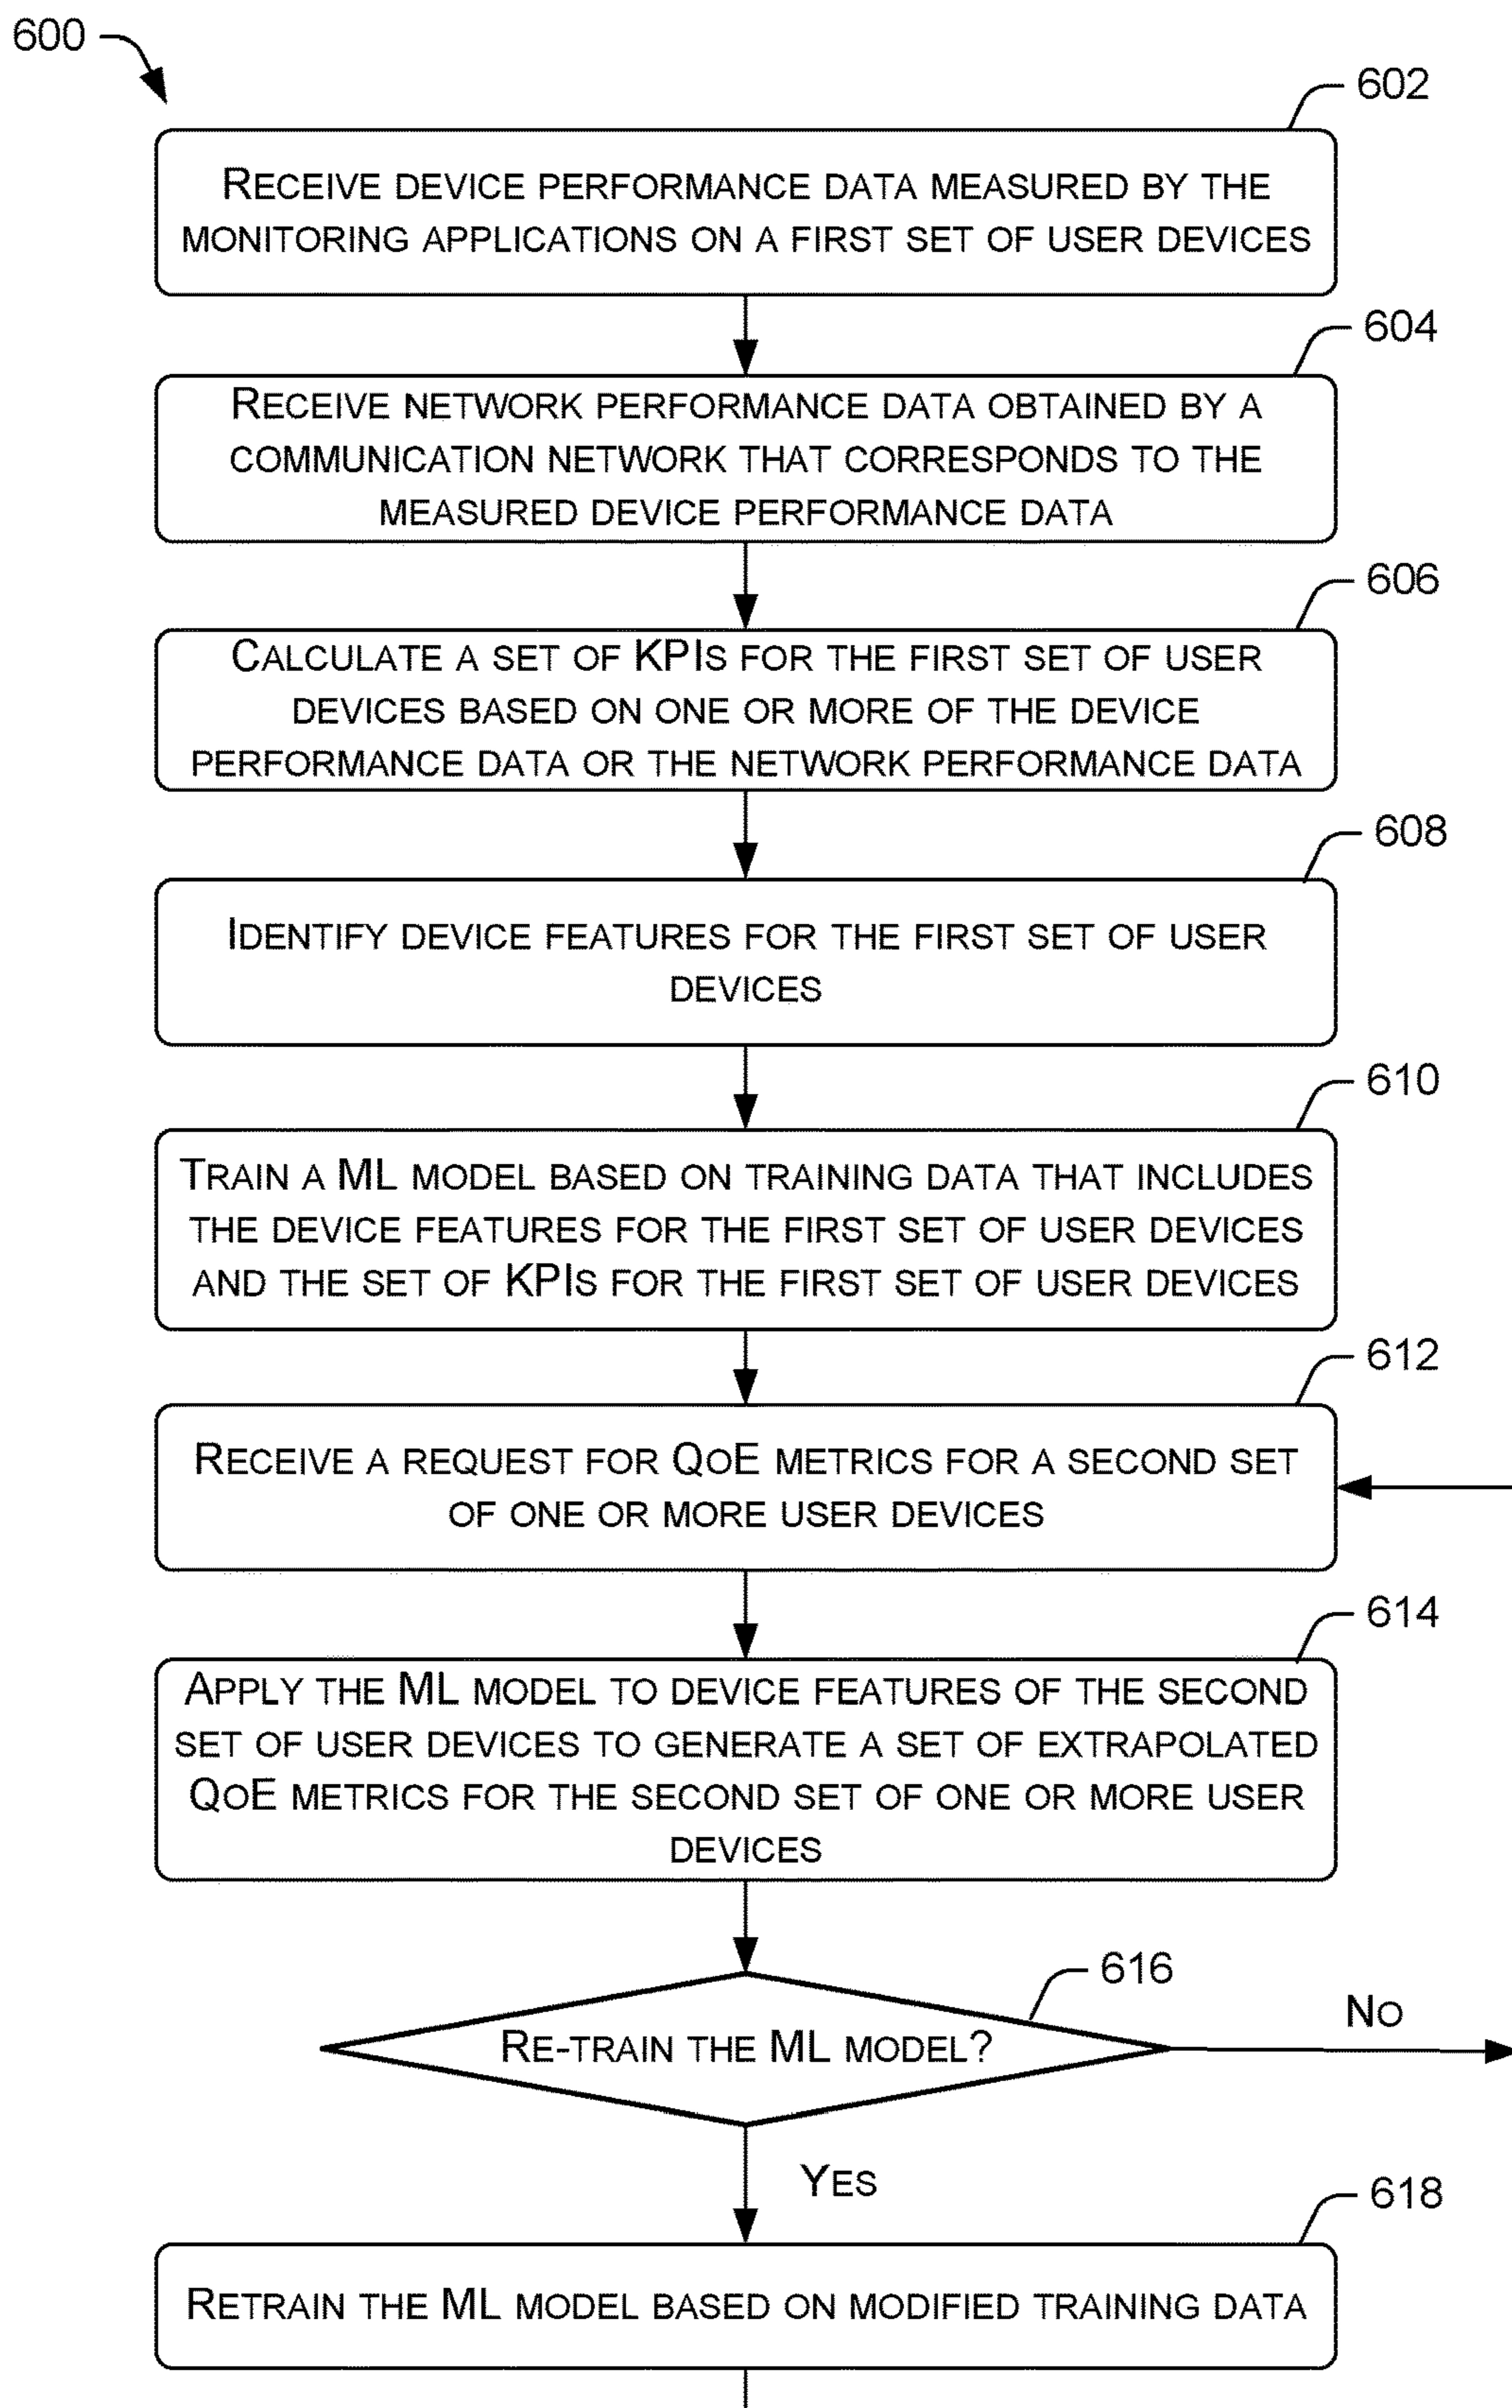 600
602
RECEIVE DEVICE PERFORMANCE DATA MEASURED BY THE
MONITORING APPLICATIONS ON A FIRST SET OF USER DEVICES
604
RECEIVE NETWORK PERFORMANCE DATA OBTAINED BY A
COMMUNICATION NETWORK THAT CORRESPONDS TO THE
MEASURED DEVICE PERFORMANCE DATA
606
CALCULATE A SET OF KPIS FOR THE FIRST SET OF USER
DEVICES BASED ON ONE OR MORE OF THE DEVICE
PERFORMANCE DATA OR THE NETWORK PERFORMANCE DATA
608
IDENTIFY DEVICE FEATURES FOR THE FIRST SET OF USER
DEVICES
610
TRAIN A ML MODEL BASED ON TRAINING DATA THAT INCLUDES
THE DEVICE FEATURES FOR THE FIRST SET OF USER DEVICES
AND THE SET OF KPIS FOR THE FIRST SET OF USER DEVICES
612
RECEIVE A REQUEST FOR QOE METRICS FOR A SECOND SET
OF ONE OR MORE USER DEVICES
614
APPLY THE ML MODEL TO DEVICE FEATURES OF THE SECOND
SET OF USER DEVICES TO GENERATE A SET OF EXTRAPOLATED
QOE METRICS FOR THE SECOND SET OF ONE OR MORE USER
DEVICES
616
RE-TRAIN THE ML MODEL?
NO
YES
618
RETRAIN THE ML MODEL BASED ON MODIFIED TRAINING DATA